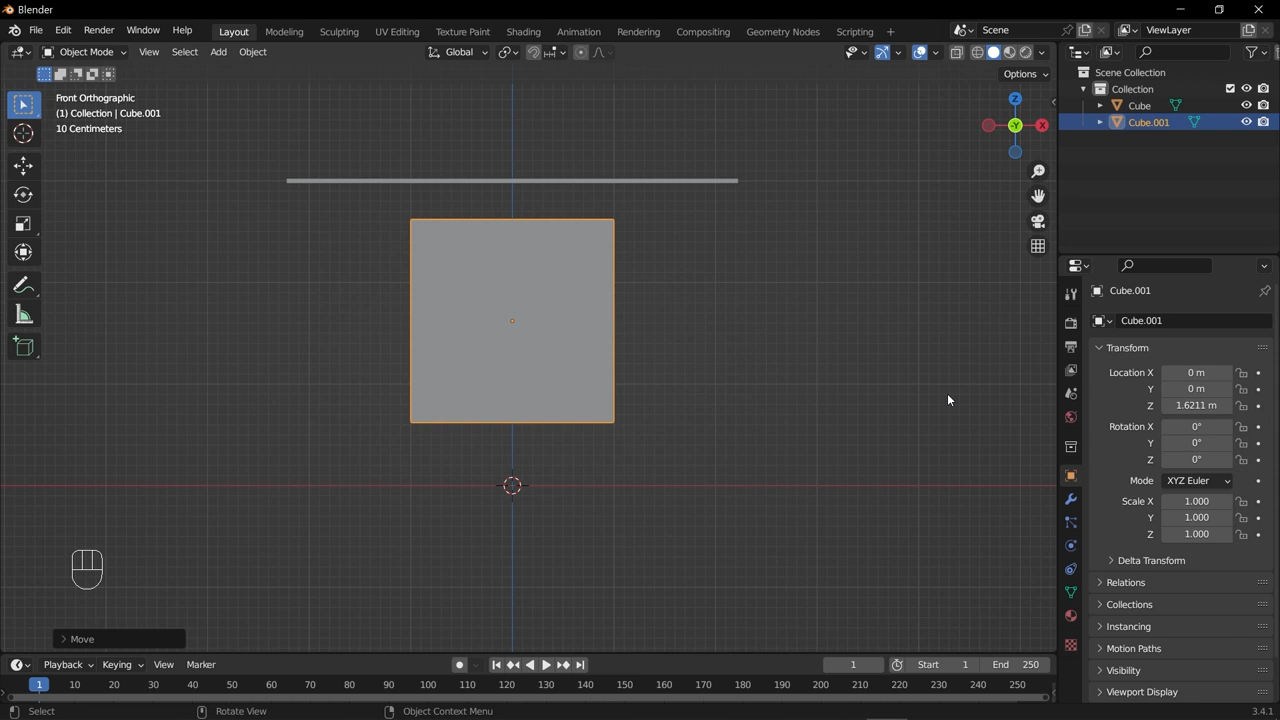 Blender
File Edit Render Window Help Layout Modeling Sculpting UV Editing Texture Paint Shading Animation Rendering Compositing Geometry Nodes Scripting + Scene ViewLayer
Object Mode View Select Add Object Global
Options
Front Orthographic
(1) Collection | Cube.001
10 Centimeters
Z
-Y
X
Scene Collection
Collection
Cube
Cube.001
Cube.001
Cube.001
Transform
Location X 0 m
Y 0 m
Z 1.6211 m
Rotation X 0°
Y 0°
Z 0°
Mode XYZ Euler
Scale X 1.000
Y 1.000
Z 1.000
Delta Transform
Relations
Collections
Instancing
Motion Paths
Visibility
Viewport Display
Move
Playback Keying View Marker 1 Start 1 End 250
1 10 20 30 40 50 60 70 80 90 100 110 120 130 140 150 160 170 180 190 200 210 220 230 240 250
Select Rotate View Object Context Menu 3.4.1